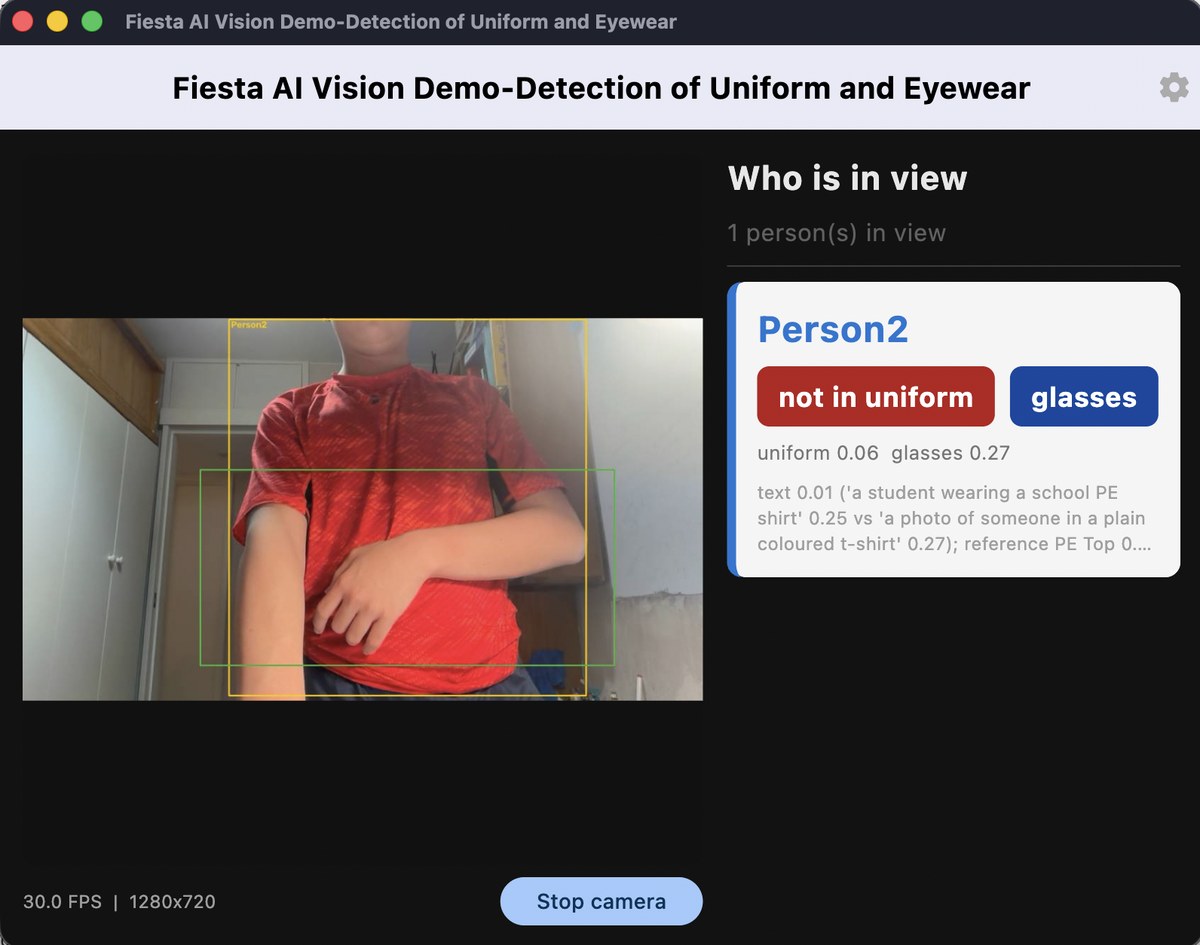 Fiesta AI Vision Demo-Detection of Uniform and Eyewear
Fiesta AI Vision Demo-Detection of Uniform and Eyewear
Who is in view
1 person(s) in view
Person2
Person2
not in uniform
glasses
uniform 0.06 glasses 0.27
text 0.01 ('a student wearing a school PE
shirt' 0.25 vs 'a photo of someone in a plain
coloured t-shirt' 0.27); reference PE Top 0....
30.0 FPS | 1280x720
Stop camera